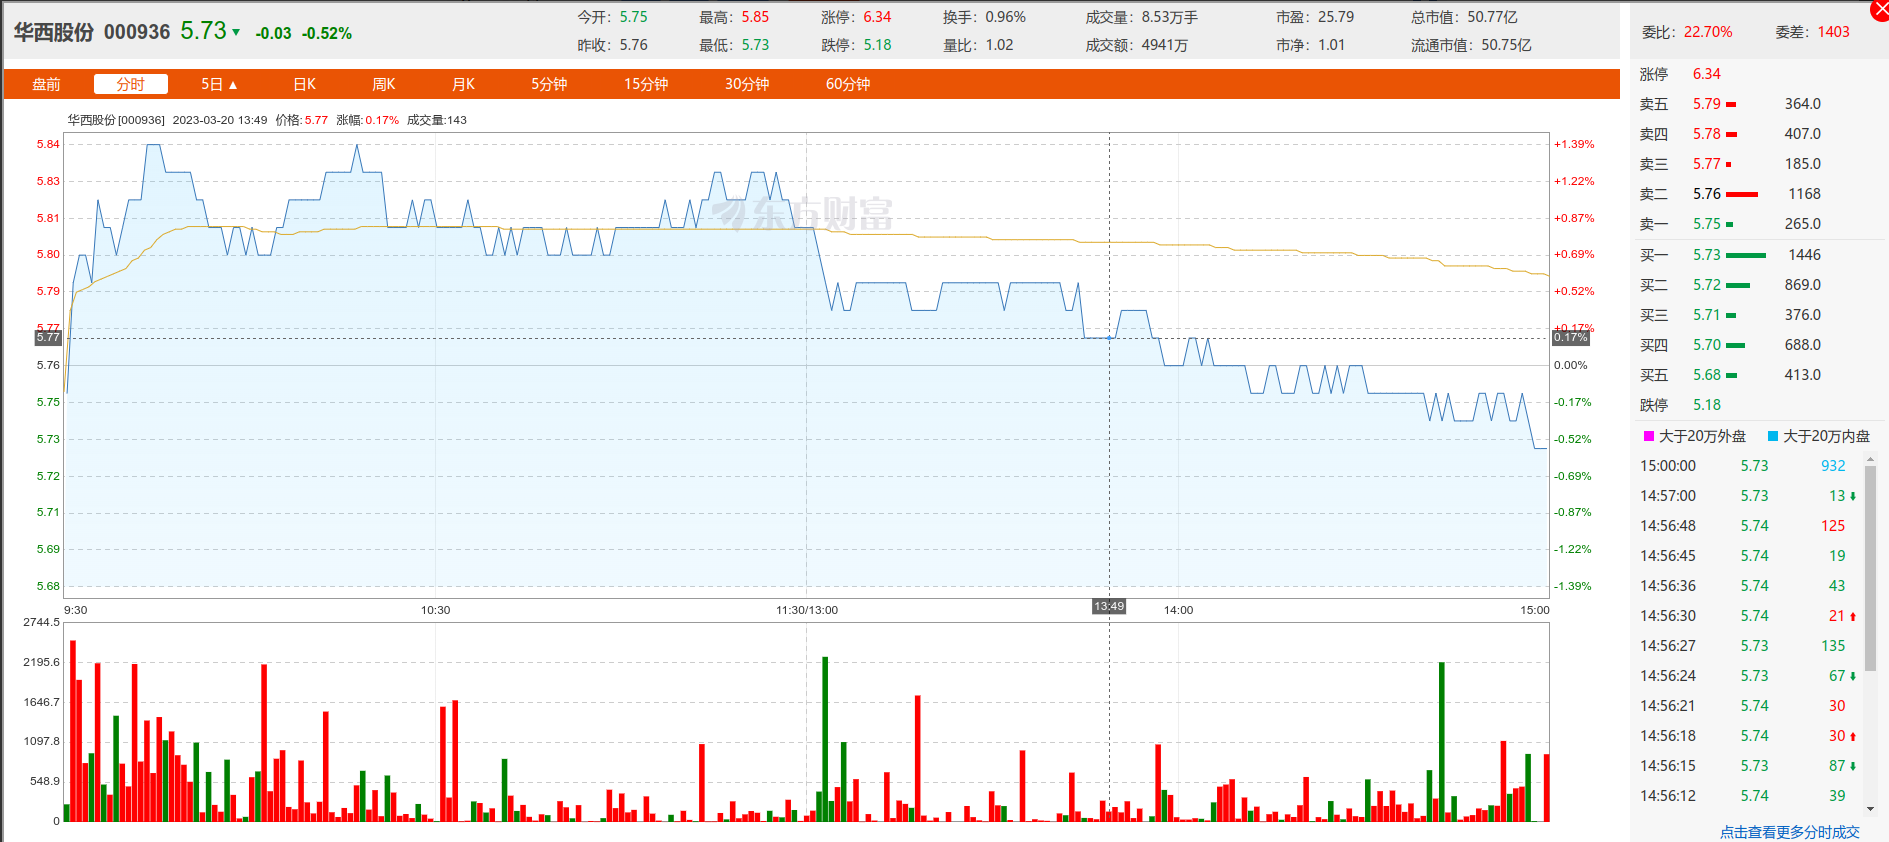 华西股份 000936 5.73 -0.03 -0.52%
今开: 5.75 最高: 5.85 涨停: 6.34 换手: 0.96% 成交量: 8.53万手 市盈: 25.79 总市值: 50.77亿
昨收: 5.76 最低: 5.73 跌停: 5.18 量比: 1.02 成交额: 4941万 市净: 1.01 流通市值: 50.75亿
盘前 分时 5日▲ 日K 周K 月K 5分钟 15分钟 30分钟 60分钟
华西股份[000936] 2023-03-20 13:49 价格:5.77 涨幅:0.17% 成交量:143
5.84 +1.39%
5.83 +1.22%
5.81 +0.87%
东方财富
5.80 +0.69%
5.79 +0.52%
5.77 +0.17%
5.77 0.17%
5.76 0.00%
5.75 -0.17%
5.73 -0.52%
5.72 -0.69%
5.71 -0.87%
5.69 -1.22%
5.68 -1.39%
9:30 10:30 11:30/13:00 13:49 14:00 15:00
2744.5
2195.6
1646.7
1097.8
548.9
0
委比: 22.70% 委差: 1403
涨停 6.34
卖五 5.79 364.0
卖四 5.78 407.0
卖三 5.77 185.0
卖二 5.76 1168
卖一 5.75 265.0
买一 5.73 1446
买二 5.72 869.0
买三 5.71 376.0
买四 5.70 688.0
买五 5.68 413.0
跌停 5.18
大于20万外盘 大于20万内盘
15:00:00 5.73 932
14:57:00 5.73 13
14:56:48 5.74 125
14:56:45 5.74 19
14:56:36 5.74 43
14:56:30 5.74 21
14:56:27 5.73 135
14:56:24 5.73 67
14:56:21 5.74 30
14:56:18 5.74 30
14:56:15 5.73 87
14:56:12 5.74 39
点击查看更多分时成交